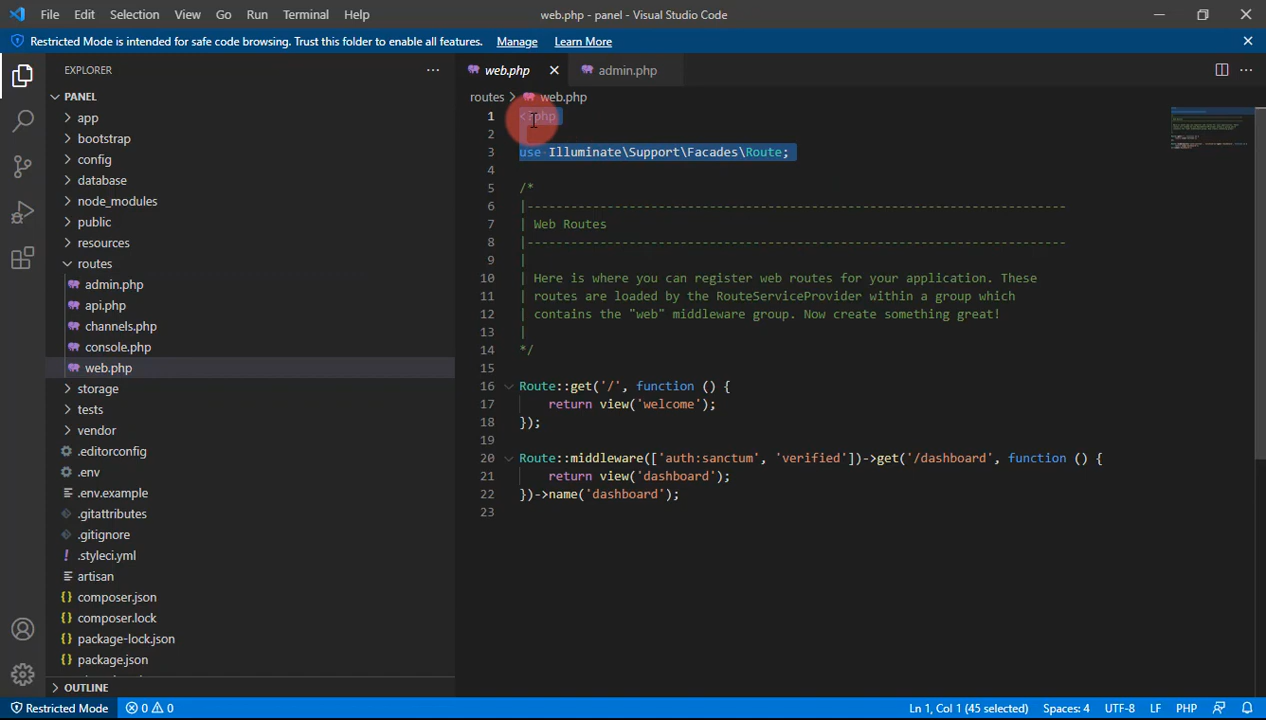 File Edit Selection View Go Run Terminal Help web.php - panel - Visual Studio Code
Restricted Mode is intended for safe code browsing. Trust this folder to enable all features. Manage Learn More
EXPLORER
PANEL
app
bootstrap
config
database
node_modules
public
resources
routes
admin.php
api.php
channels.php
console.php
web.php
storage
tests
vendor
.editorconfig
.env
.env.example
.gitattributes
.gitignore
.styleci.yml
artisan
composer.json
composer.lock
package-lock.json
package.json
OUTLINE
web.php admin.php
routes > web.php
1 <?php
2
3 use Illuminate\Support\Facades\Route;
4
5 /*
6 |--------------------------------------------------------------------------
7 | Web Routes
8 |--------------------------------------------------------------------------
9 |
10 | Here is where you can register web routes for your application. These
11 | routes are loaded by the RouteServiceProvider within a group which
12 | contains the "web" middleware group. Now create something great!
13 |
14 */
15
16 Route::get('/', function () {
17 return view('welcome');
18 });
19
20 Route::middleware(['auth:sanctum', 'verified'])->get('/dashboard', function () {
21 return view('dashboard');
22 })->name('dashboard');
23
Restricted Mode 0 0 Ln 1, Col 1 (45 selected) Spaces: 4 UTF-8 LF PHP